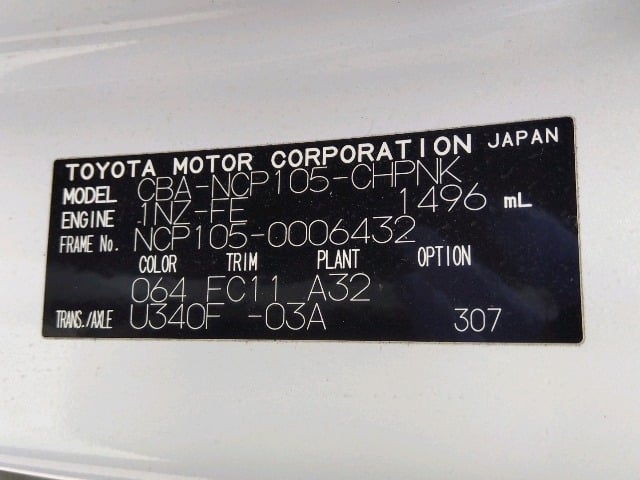 TOYOTA MOTOR CORPORATION JAPAN
MODEL CBA-NCP105-CHPNK
ENGINE 1NZ-FE 1496 mL
FRAME No. NCP105-0006432
COLOR TRIM PLANT OPTION
064 FC11 A32
TRANS./AXLE U340F -03A 307